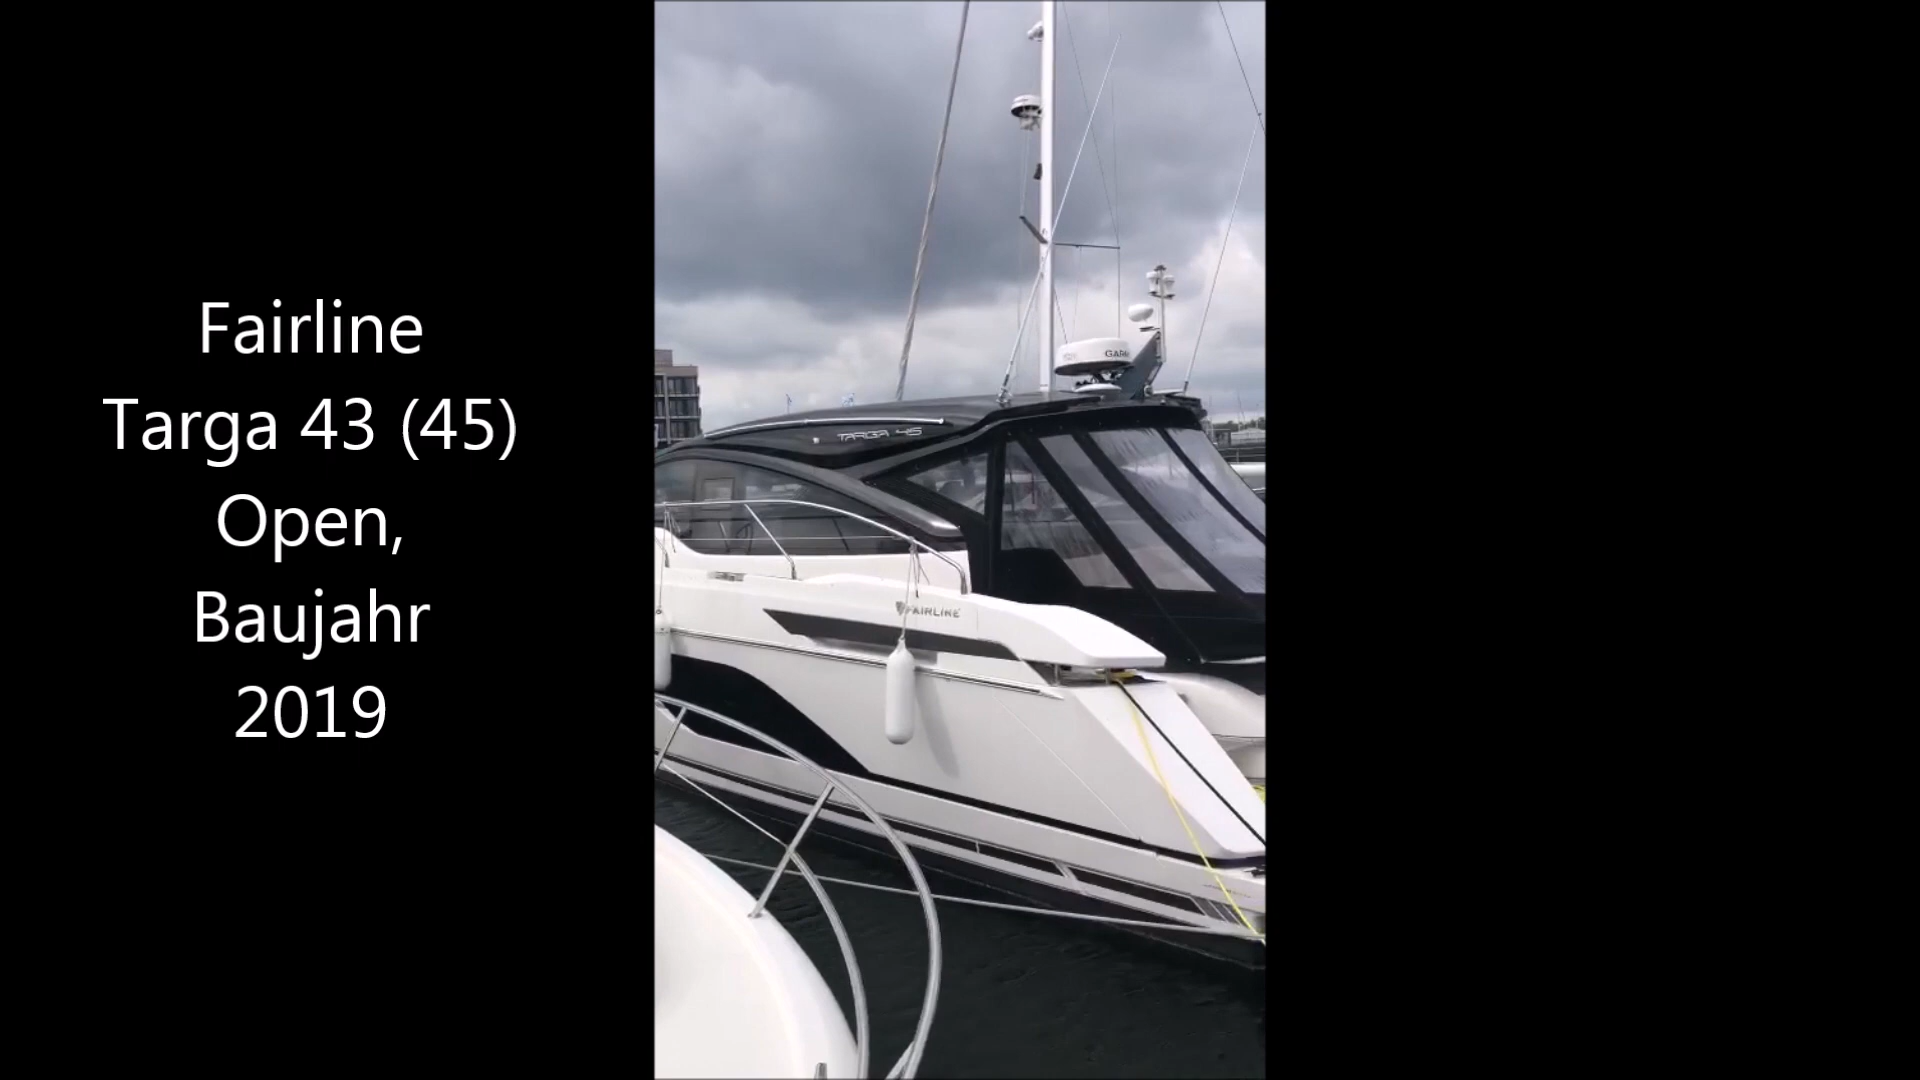 Fairline
Targa 43 (45)
Open,
Baujahr
2019
TARGA 45
FAIRLINE